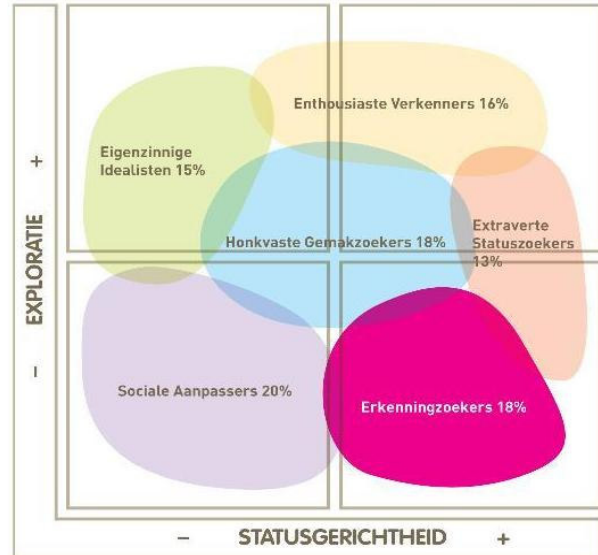 Enthousiaste Verkenners 16%
Eigenzinnige
Idealisten 15%
Honkvaste Gemakzoekers 18%
Extraverte
Statuszoekers
13%
Sociale Aanpassers 20%
Erkenningzoekers 18%
+
EXPLORATIE
–
– STATUSGERICHTHEID +